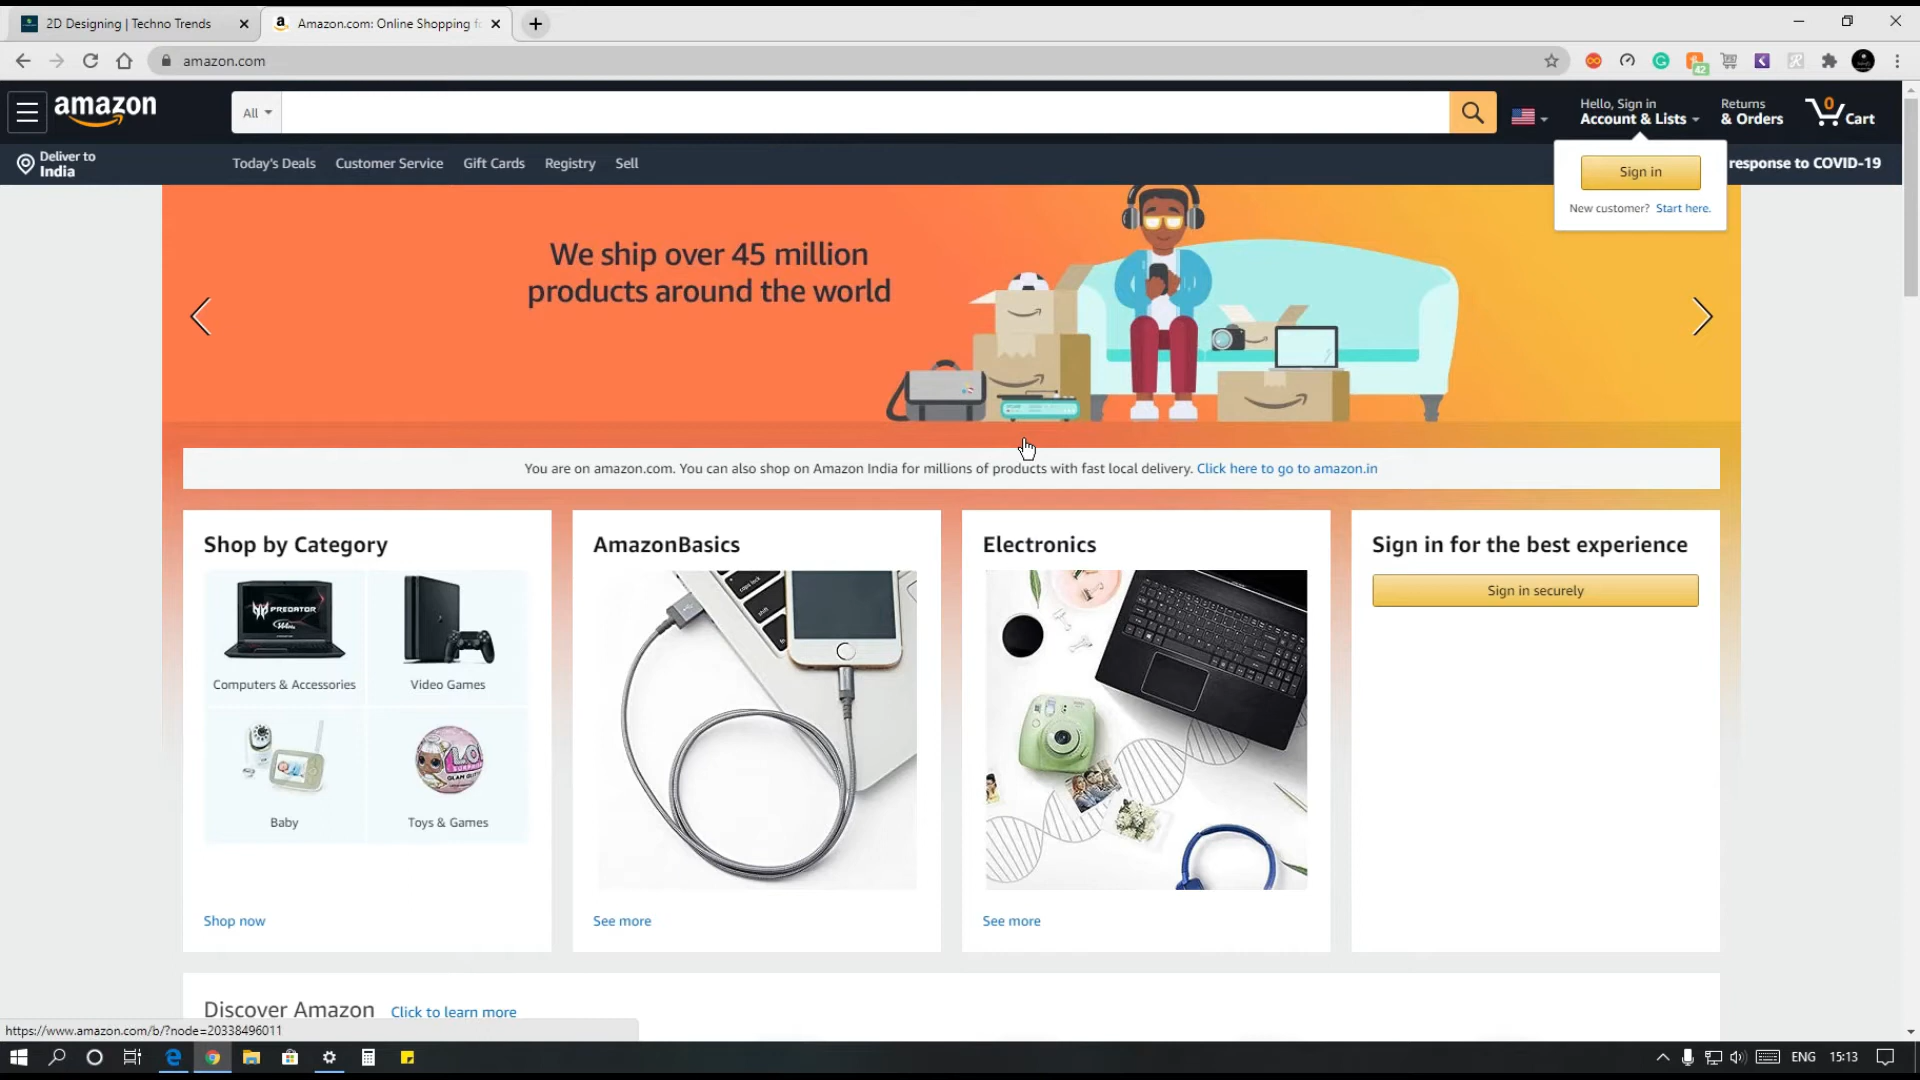 2D Designing | Techno Trends
Amazon.com: Online Shopping fo
amazon.com
42
amazon
All
Hello, Sign in
Account & Lists
Returns
& Orders
0
Cart
Deliver to
India
Today's Deals
Customer Service
Gift Cards
Registry
Sell
response to COVID-19
Sign in
New customer? Start here.
We ship over 45 million
products around the world
You are on amazon.com. You can also shop on Amazon India for millions of products with fast local delivery. Click here to go to amazon.in
Shop by Category
PREDATOR
Computers & Accessories
Video Games
Baby
Toys & Games
Shop now
AmazonBasics
caps lock
shift
See more
Electronics
See more
Sign in for the best experience
Sign in securely
Discover Amazon
Click to learn more
https://www.amazon.com/b/?node=20338496011
ENG
15:13